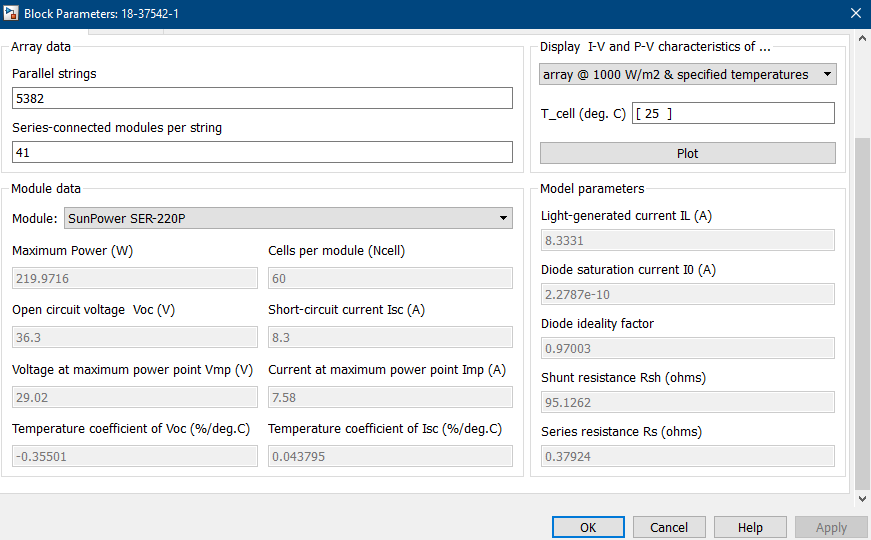 Block Parameters: 18-37542-1
Array data
Parallel strings
5382
Series-connected modules per string
41
Display I-V and P-V characteristics of ...
array @ 1000 W/m2 & specified temperatures
T_cell (deg. C) [ 25 ]
Plot
Module data
Module: SunPower SER-220P
Maximum Power (W) Cells per module (Ncell)
219.9716 60
Open circuit voltage Voc (V) Short-circuit current Isc (A)
36.3 8.3
Voltage at maximum power point Vmp (V) Current at maximum power point Imp (A)
29.02 7.58
Temperature coefficient of Voc (%/deg.C) Temperature coefficient of Isc (%/deg.C)
-0.35501 0.043795
Model parameters
Light-generated current IL (A)
8.3331
Diode saturation current I0 (A)
2.2787e-10
Diode ideality factor
0.97003
Shunt resistance Rsh (ohms)
95.1262
Series resistance Rs (ohms)
0.37924
OK Cancel Help Apply